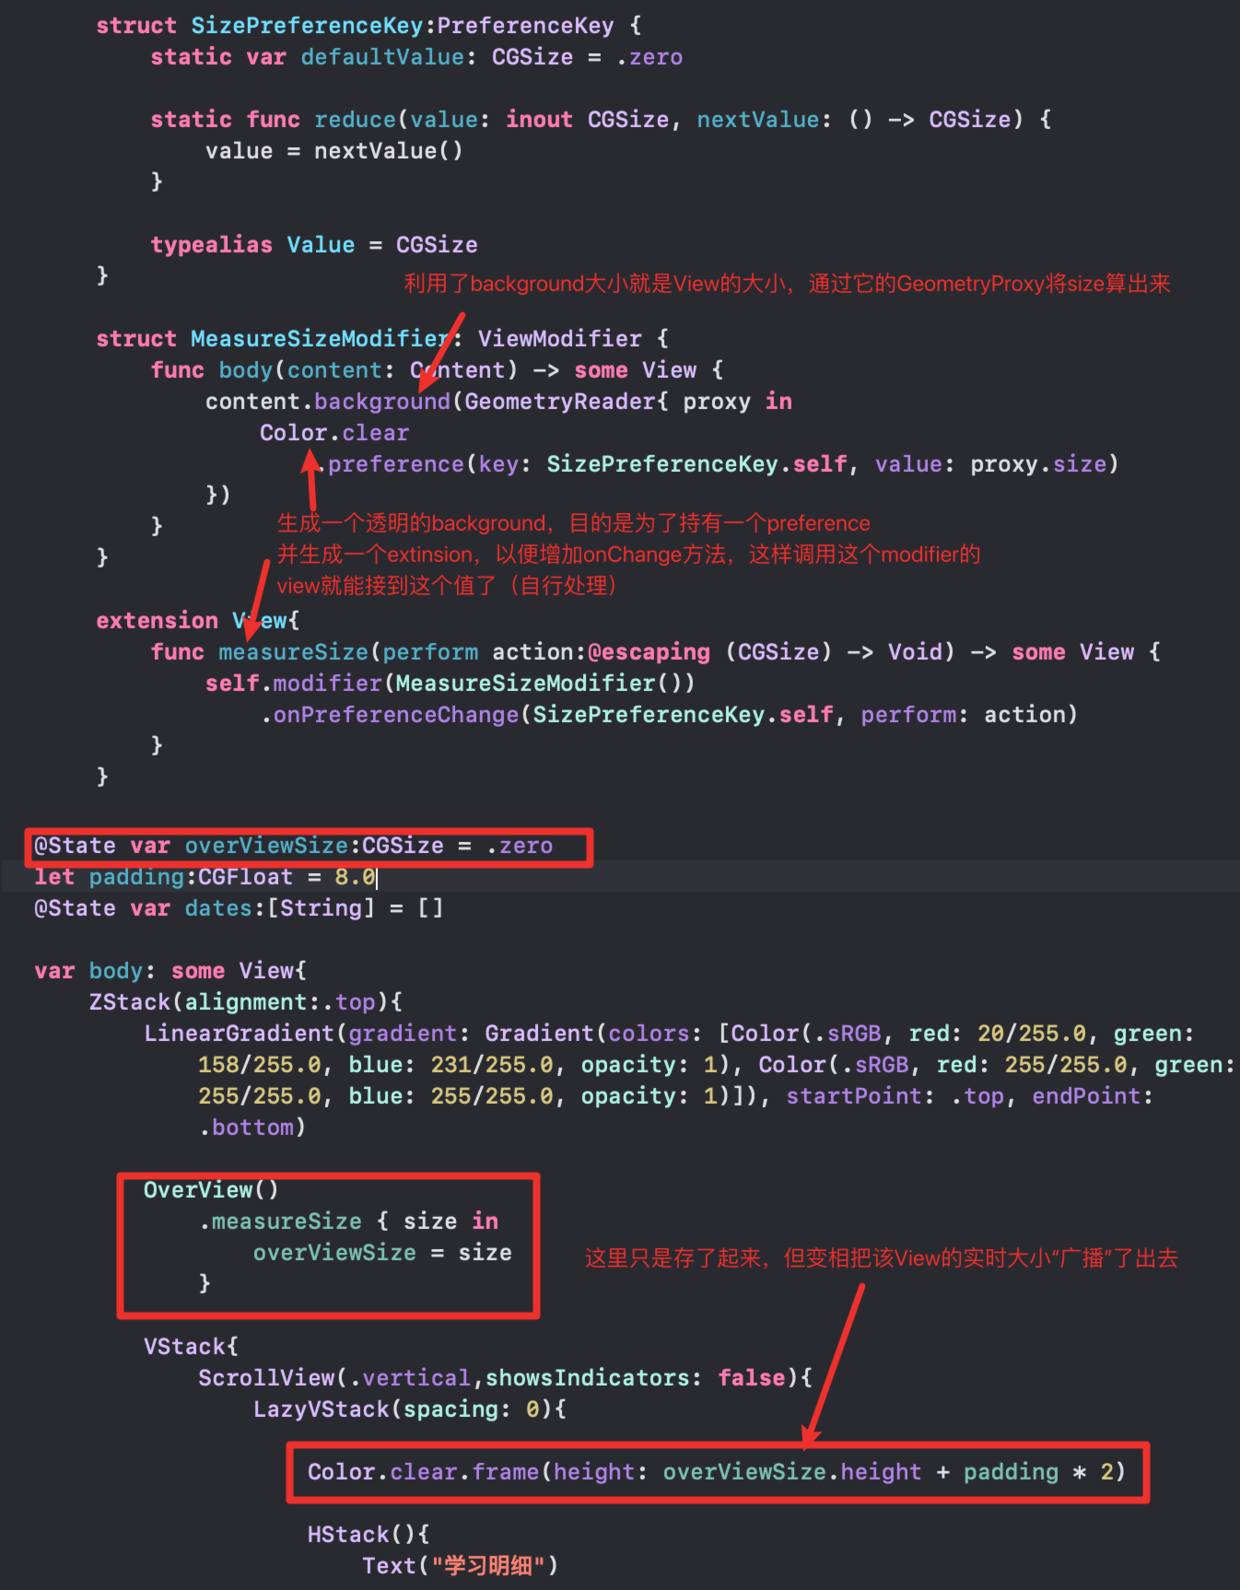 struct SizePreferenceKey:PreferenceKey {
static var defaultValue: CGSize = .zero
static func reduce(value: inout CGSize, nextValue: () -> CGSize) {
value = nextValue()
}
typealias Value = CGSize
}
利用了background大小就是View的大小，通过它的GeometryProxy将size算出来
struct MeasureSizeModifier: ViewModifier {
func body(content: Content) -> some View {
content.background(GeometryReader{ proxy in
Color.clear
.preference(key: SizePreferenceKey.self, value: proxy.size)
})
生成一个透明的background，目的是为了持有一个preference
}
并生成一个extinsion，以便增加onChange方法，这样调用这个modifier的
}
view就能接到这个值了（自行处理）
extension View{
func measureSize(perform action:@escaping (CGSize) -> Void) -> some View {
self.modifier(MeasureSizeModifier())
.onPreferenceChange(SizePreferenceKey.self, perform: action)
}
}
@State var overViewSize:CGSize = .zero
let padding:CGFloat = 8.0
@State var dates:[String] = []
var body: some View{
ZStack(alignment:.top){
LinearGradient(gradient: Gradient(colors: [Color(.sRGB, red: 20/255.0, green:
158/255.0, blue: 231/255.0, opacity: 1), Color(.sRGB, red: 255/255.0, green:
255/255.0, blue: 255/255.0, opacity: 1)]), startPoint: .top, endPoint:
.bottom)
OverView()
.measureSize { size in
overViewSize = size
这里只是存了起来，但变相把该View的实时大小“广播”了出去
}
VStack{
ScrollView(.vertical,showsIndicators: false){
LazyVStack(spacing: 0){
Color.clear.frame(height: overViewSize.height + padding * 2)
HStack(){
Text("学习明细")